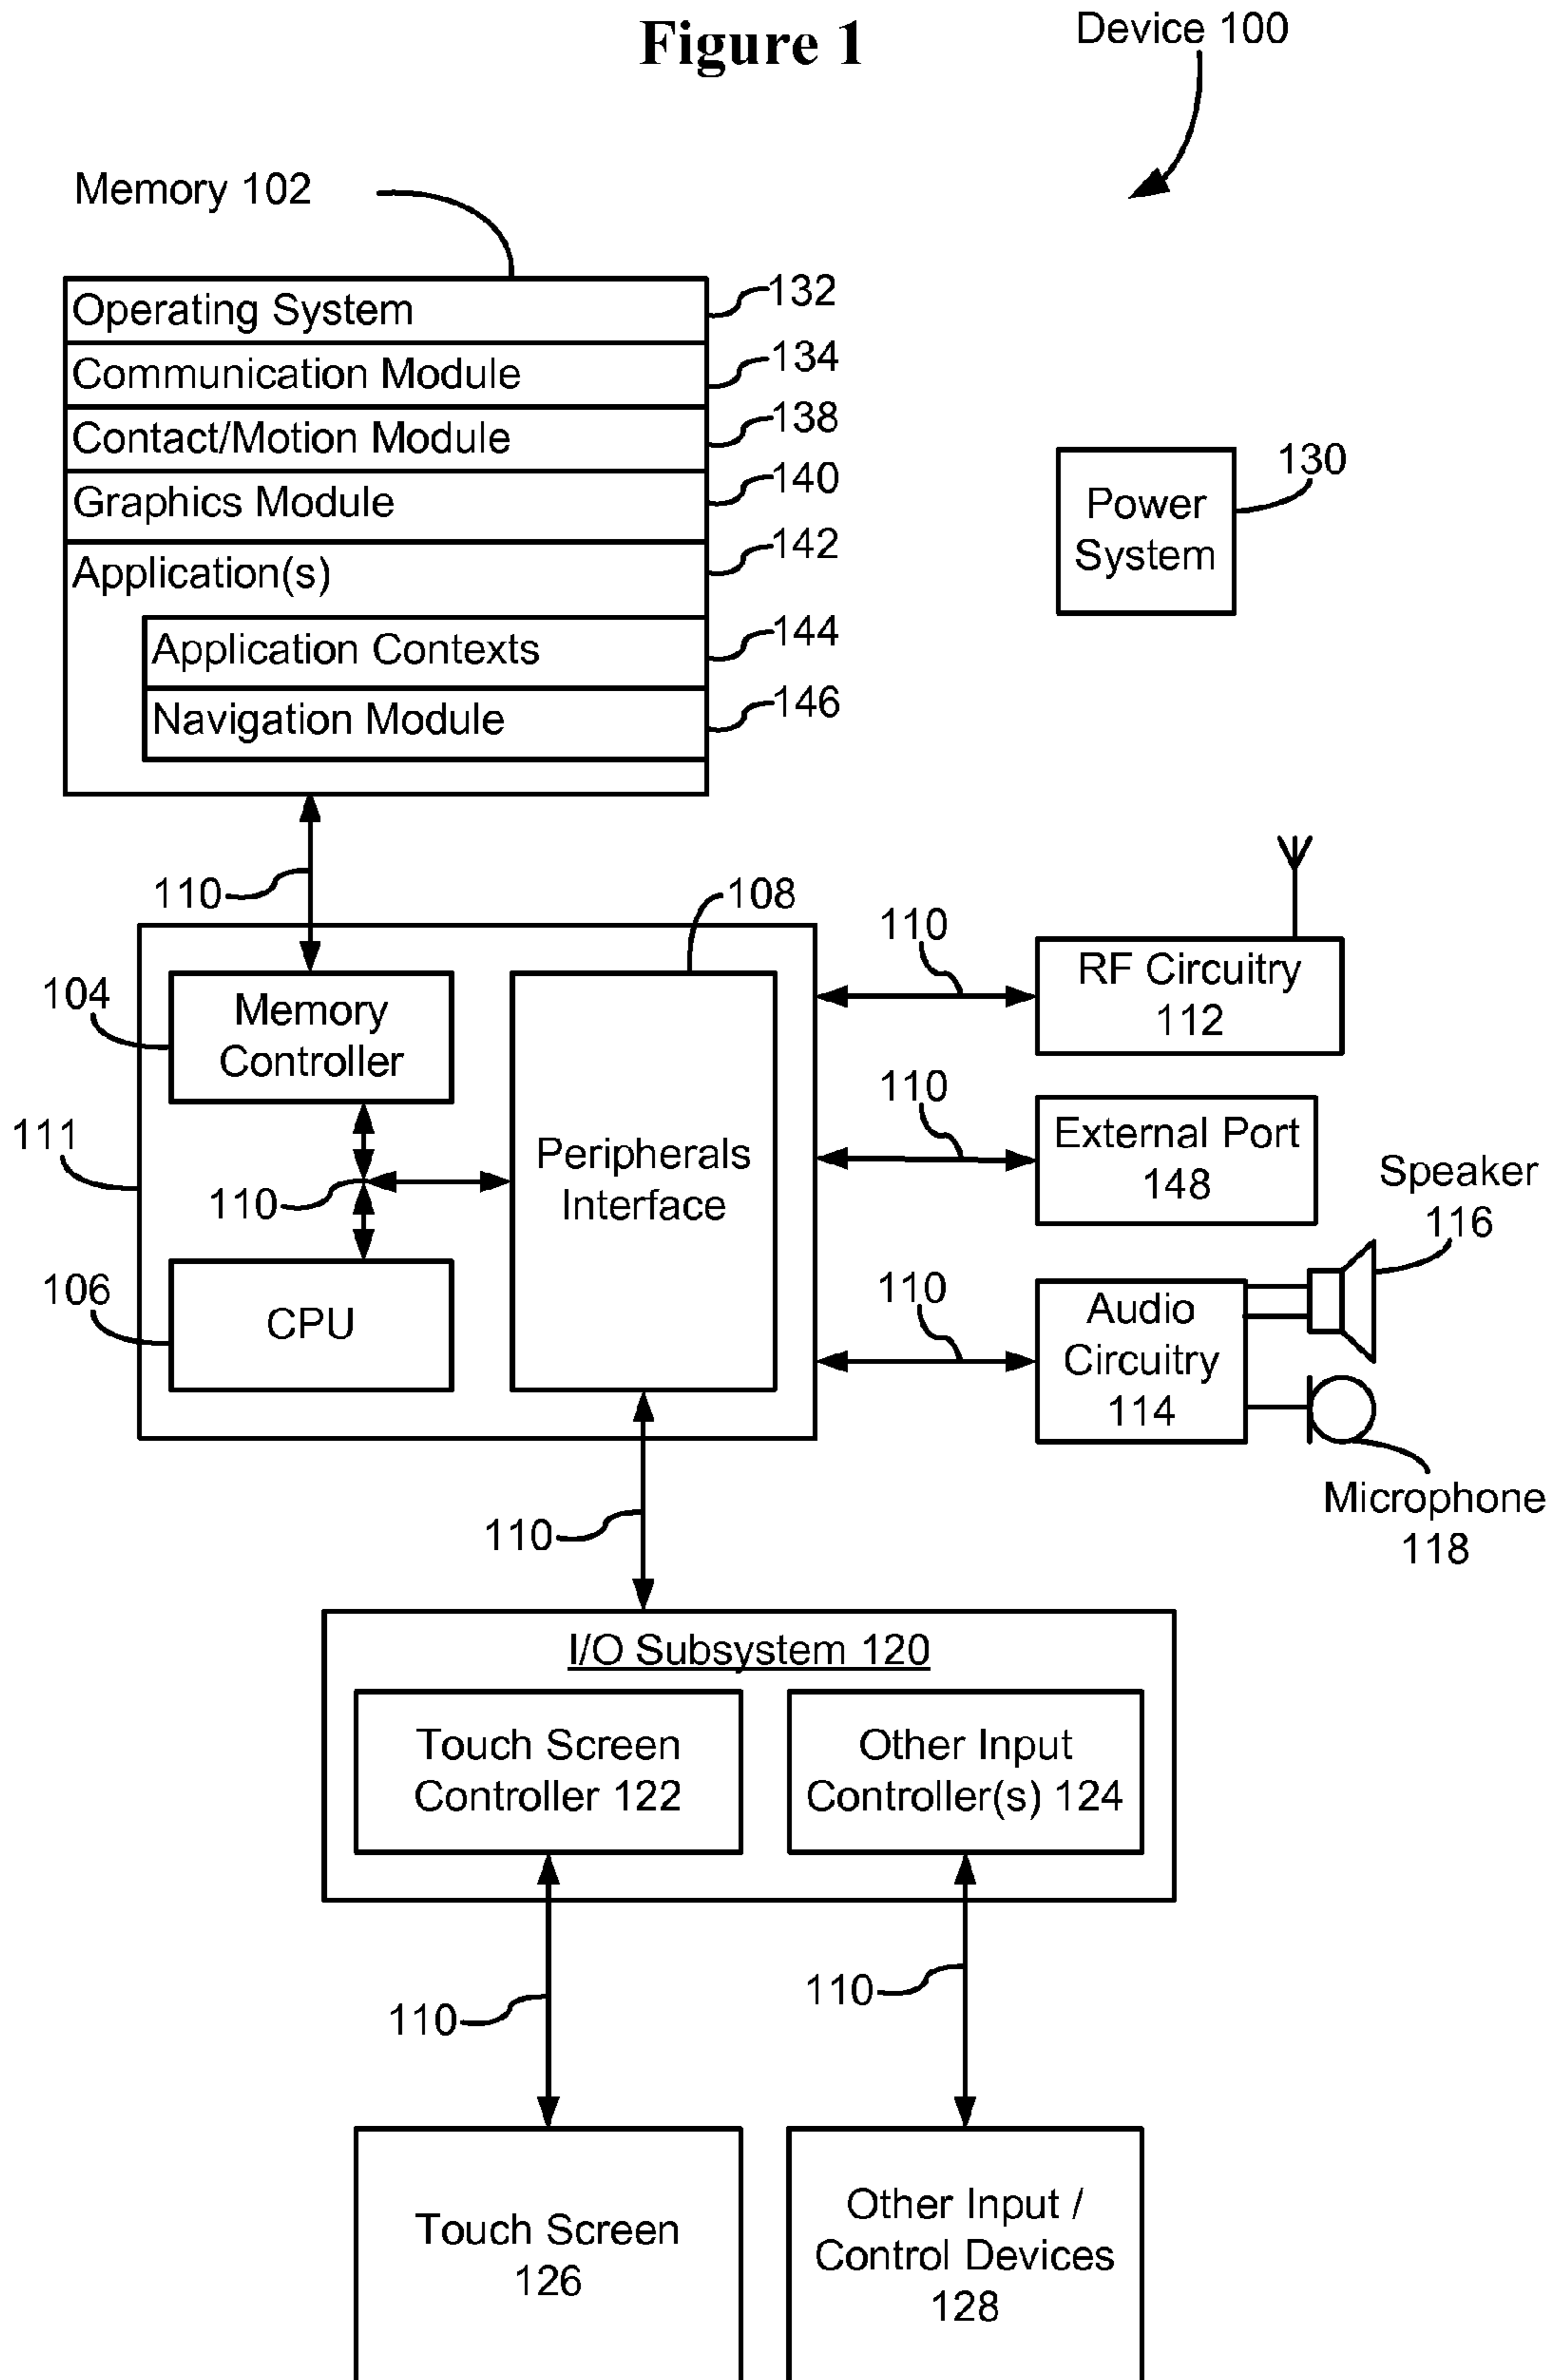 Figure 1
Device 100
Memory 102
Operating System
132
Communication Module
134
Contact/Motion Module
138
Graphics Module
140
Application(s)
142
Application Contexts
144
Navigation Module
146
Power
System
130
110
108
104
Memory
Controller
111
110
Peripherals
Interface
106
CPU
110
RF Circuitry
112
110
External Port
148
Speaker
116
110
Audio
Circuitry
114
Microphone
118
110
I/O Subsystem 120
Touch Screen
Controller 122
Other Input
Controller(s) 124
110
110
Touch Screen
126
Other Input /
Control Devices
128